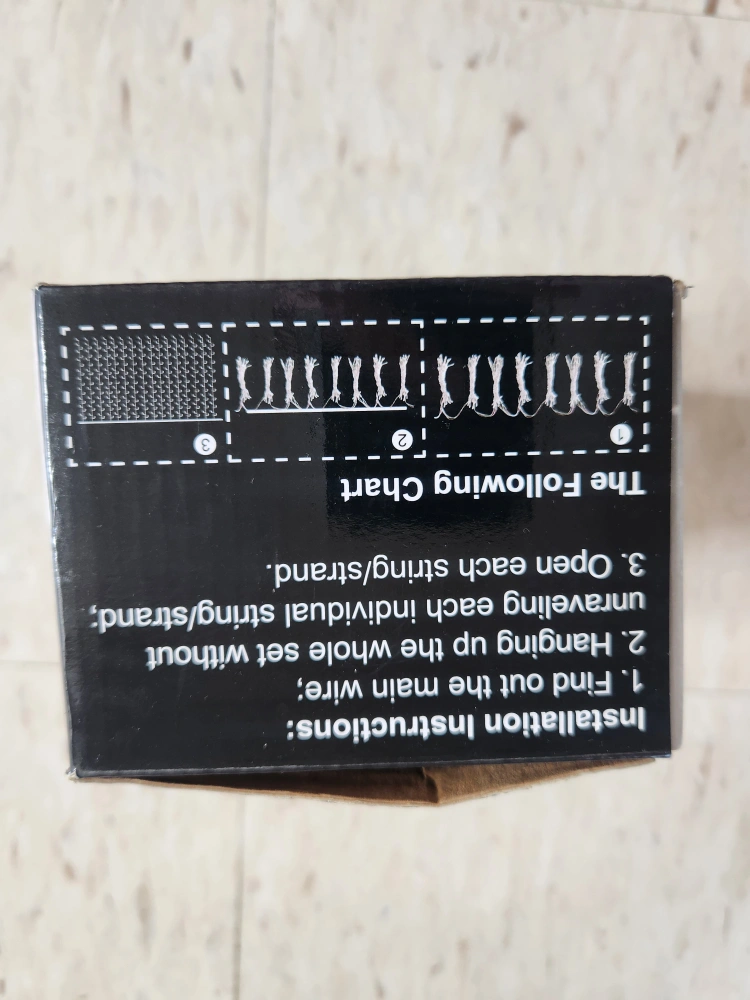 Installation Instructions:
1. Find out the main wire;
2. Hanging up the whole set without
unraveling each individual string/strand;
3. Open each string/strand.
The Following Chart
1
2
3